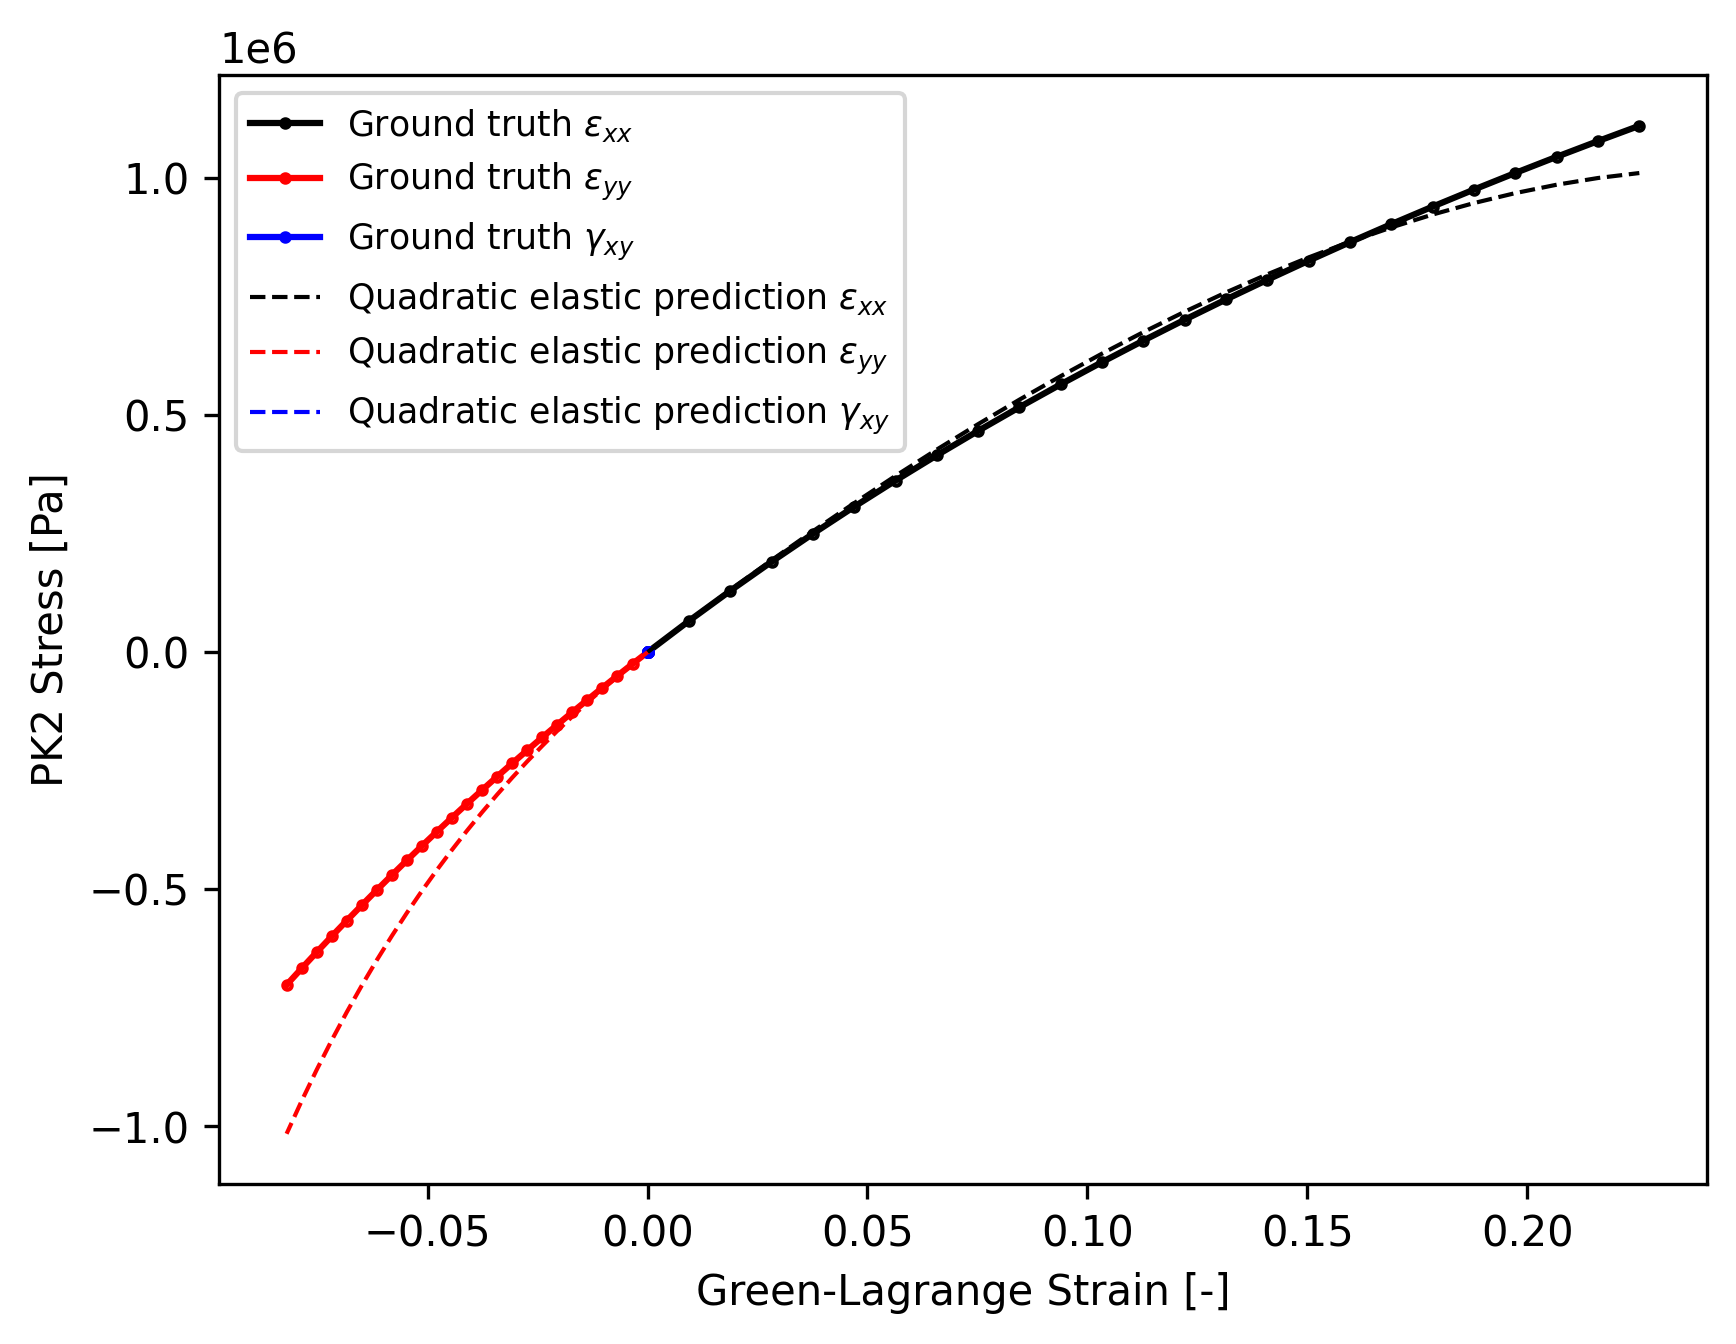 1e6
Ground truth εxx
Ground truth εyy
Ground truth γxy
Quadratic elastic prediction εxx
Quadratic elastic prediction εyy
Quadratic elastic prediction γxy
1.0
0.5
0.0
−0.5
−1.0
PK2 Stress [Pa]
−0.05 0.00 0.05 0.10 0.15 0.20
Green-Lagrange Strain [-]